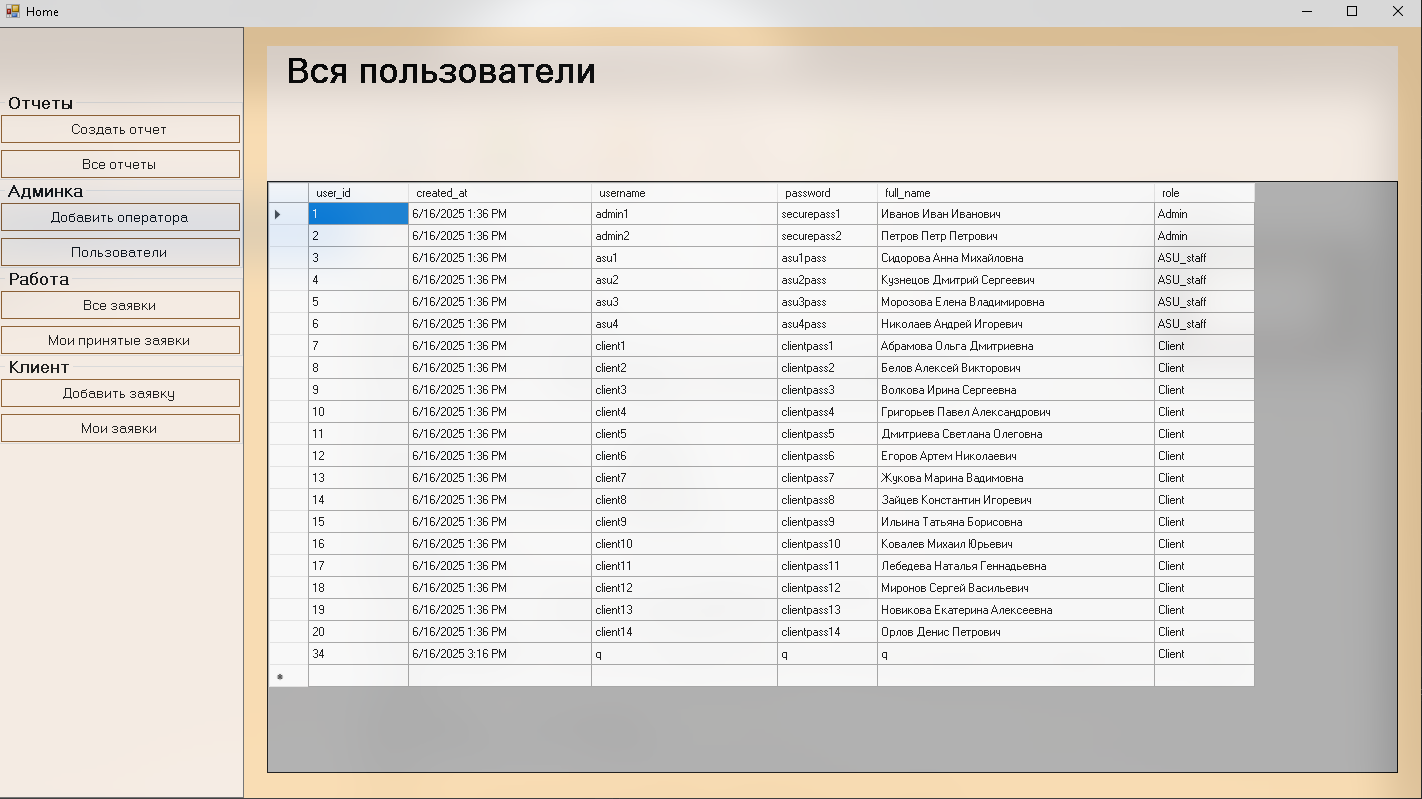 Home
Отчеты
Создать отчет
Все отчеты
Админка
Добавить оператора
Пользователи
Работа
Все заявки
Мои принятые заявки
Клиент
Добавить заявку
Мои заявки
Вся пользователи
user_id created_at username password full_name role
1 6/16/2025 1:36 PM admin1 securepass1 Иванов Иван Иванович Admin
2 6/16/2025 1:36 PM admin2 securepass2 Петров Петр Петрович Admin
3 6/16/2025 1:36 PM asu1 asu1pass Сидорова Анна Михайловна ASU_staff
4 6/16/2025 1:36 PM asu2 asu2pass Кузнецов Дмитрий Сергеевич ASU_staff
5 6/16/2025 1:36 PM asu3 asu3pass Морозова Елена Владимировна ASU_staff
6 6/16/2025 1:36 PM asu4 asu4pass Николаев Андрей Игоревич ASU_staff
7 6/16/2025 1:36 PM client1 clientpass1 Абрамова Ольга Дмитриевна Client
8 6/16/2025 1:36 PM client2 clientpass2 Белов Алексей Викторович Client
9 6/16/2025 1:36 PM client3 clientpass3 Волкова Ирина Сергеевна Client
10 6/16/2025 1:36 PM client4 clientpass4 Григорьев Павел Александрович Client
11 6/16/2025 1:36 PM client5 clientpass5 Дмитриева Светлана Олеговна Client
12 6/16/2025 1:36 PM client6 clientpass6 Егоров Артем Николаевич Client
13 6/16/2025 1:36 PM client7 clientpass7 Жукова Марина Вадимовна Client
14 6/16/2025 1:36 PM client8 clientpass8 Зайцев Константин Игоревич Client
15 6/16/2025 1:36 PM client9 clientpass9 Ильина Татьяна Борисовна Client
16 6/16/2025 1:36 PM client10 clientpass10 Ковалев Михаил Юрьевич Client
17 6/16/2025 1:36 PM client11 clientpass11 Лебедева Наталья Геннадьевна Client
18 6/16/2025 1:36 PM client12 clientpass12 Миронов Сергей Васильевич Client
19 6/16/2025 1:36 PM client13 clientpass13 Новикова Екатерина Алексеевна Client
20 6/16/2025 1:36 PM client14 clientpass14 Орлов Денис Петрович Client
34 6/16/2025 3:16 PM q q q Client